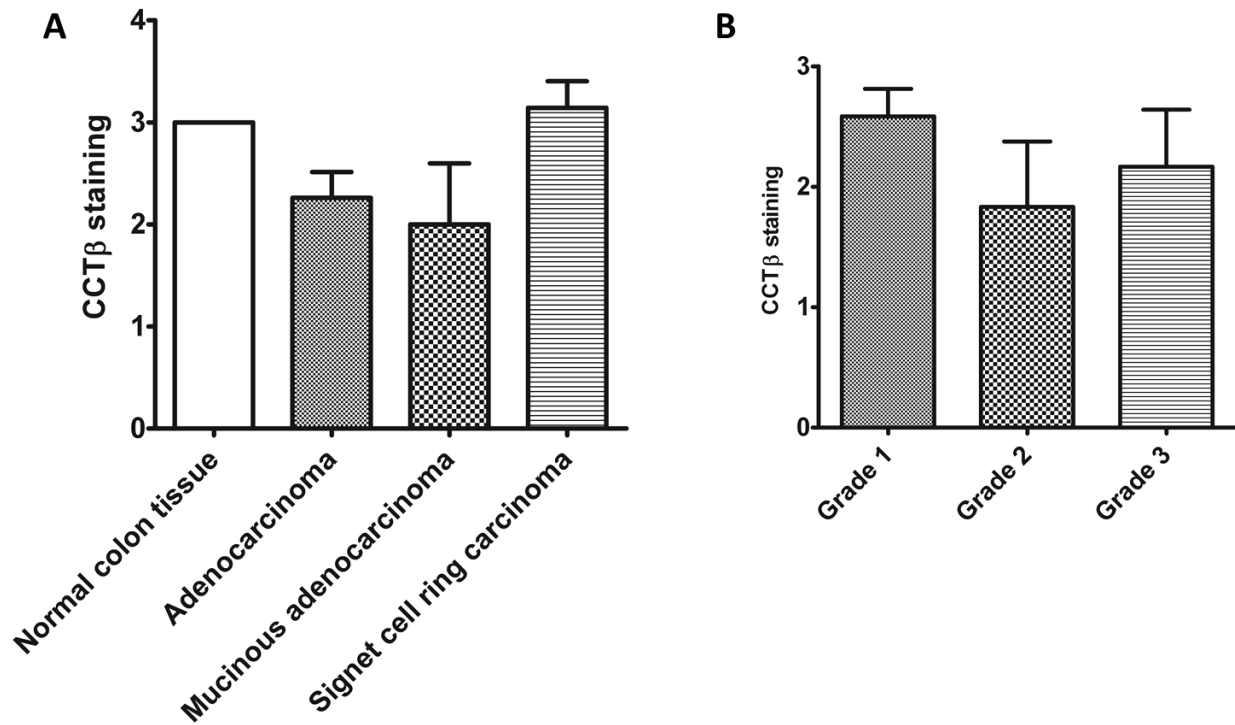 A
CCTβ staining
4
3
2
1
0
Normal colon tissue
Adenocarcinoma
Mucinous adenocarcinoma
Signet cell ring carcinoma
B
CCTβ staining
3
2
1
0
Grade 1
Grade 2
Grade 3